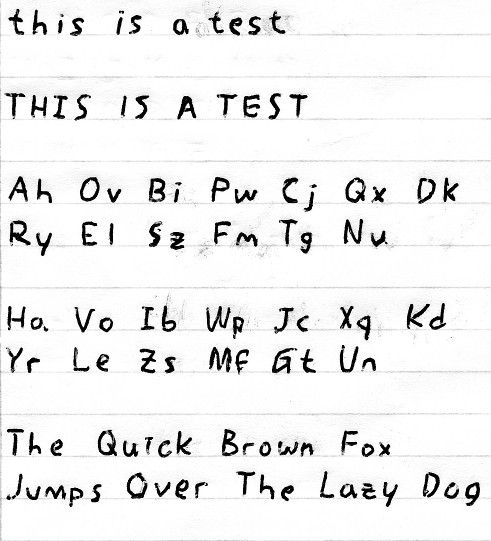 this is a test
THIS IS A TEST
Ah Ov Bi Pw Cj Qx Dk
Ry El Sz Fm Tg Nu
Ha Vo Ib Wp Jc Xq Kd
Yr Le Zs Mf Gt Un
The Quick Brown Fox
Jumps Over The Lazy Dog